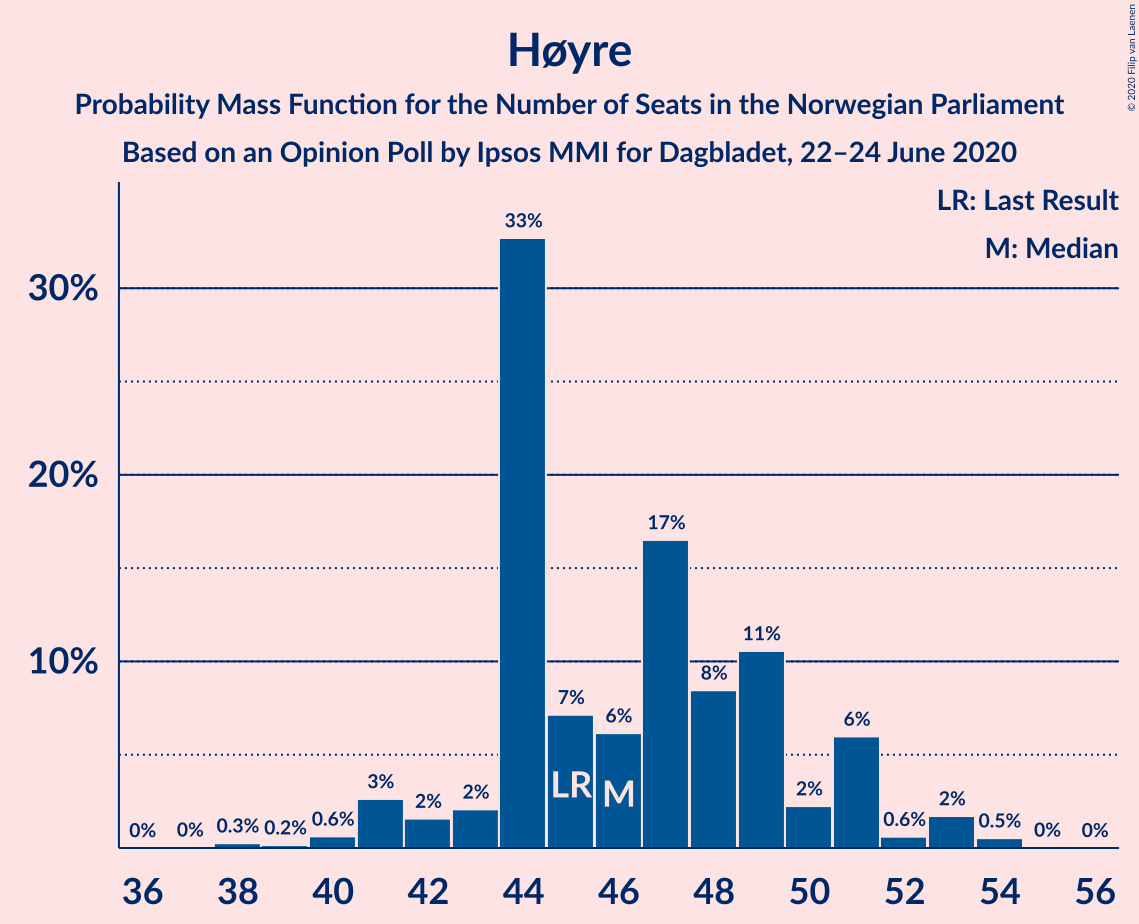 Høyre
Probability Mass Function for the Number of Seats in the Norwegian Parliament
Based on an Opinion Poll by Ipsos MMI for Dagbladet, 22–24 June 2020
© 2020 Filip van Laenen
LR: Last Result
M: Median
30%
20%
10%
0%
0%
0.3%
0.2%
0.6%
3%
2%
2%
33%
7%
6%
17%
8%
11%
2%
6%
0.6%
2%
0.5%
0%
0%
LR
M
36 38 40 42 44 46 48 50 52 54 56